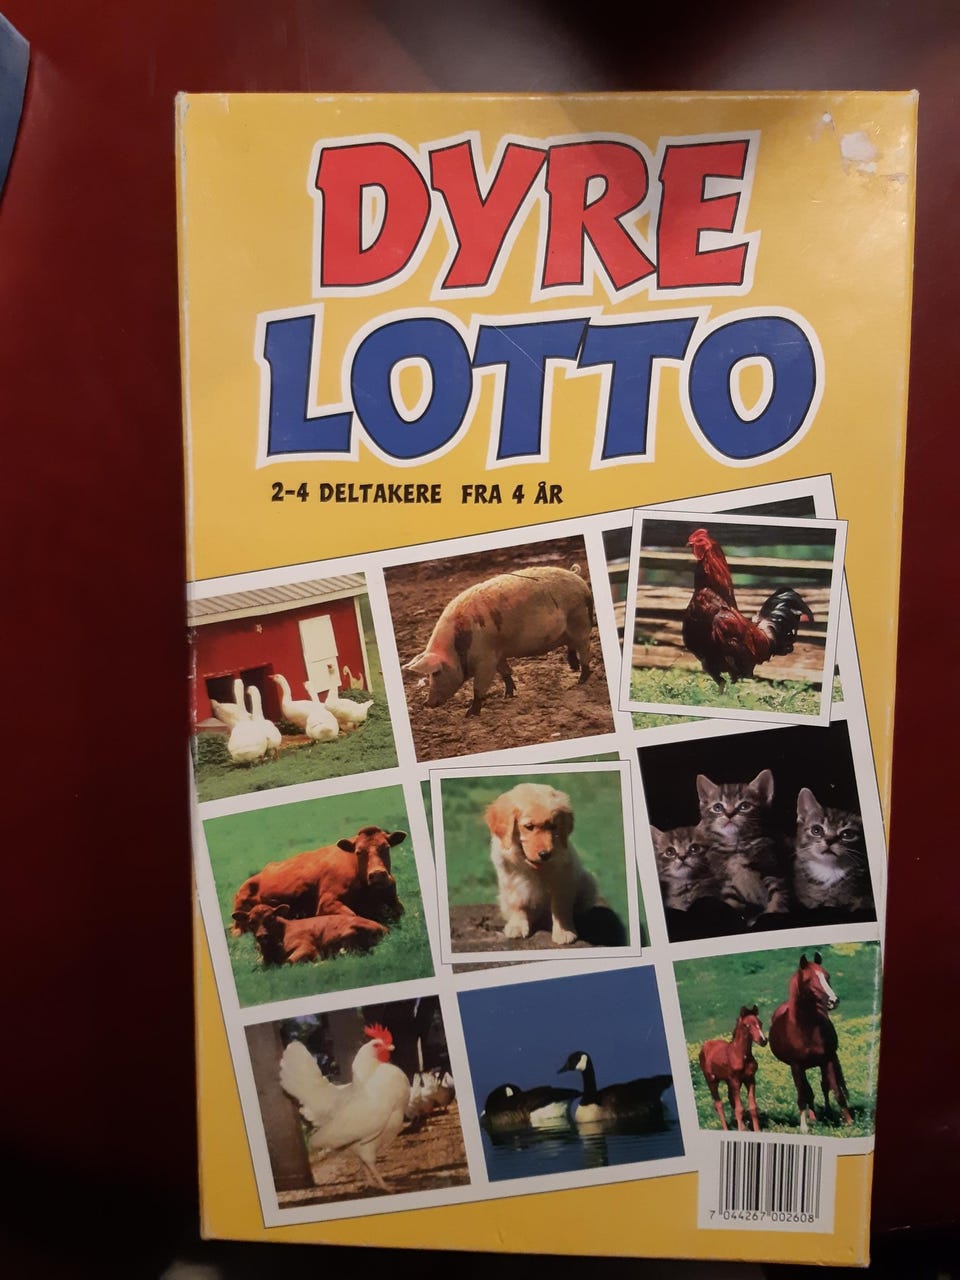 DYRE
LOTTO
2-4 DELTAKERE FRA 4 ÅR
7 044267 002608